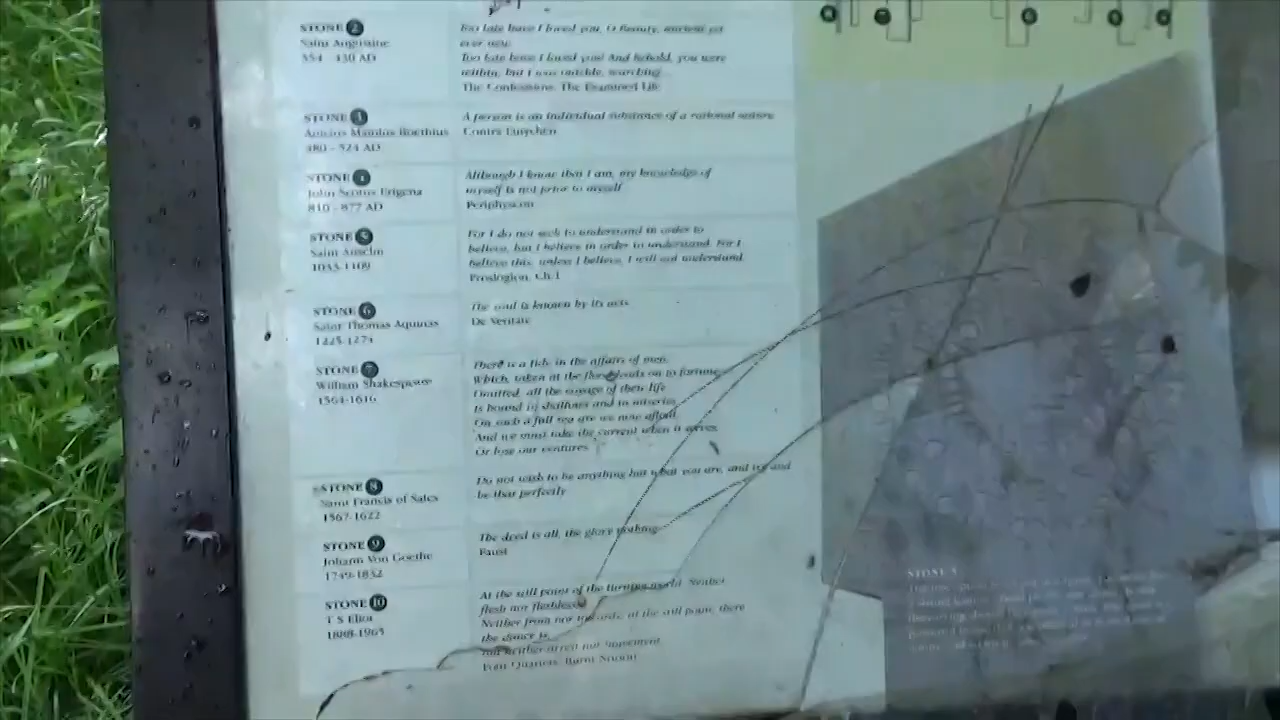 STONE 2
Saint Augustine
354 - 430 AD
Too late have I loved you, O Beauty, ancient yet
ever new.
Too late have I loved you! And behold, you were
within, but I was outside, searching
The Confessions. The Examined Life
STONE 3
Anicius Manlius Boethius
480 - 524 AD
A person is an individual substance of a rational nature
Contra Eutychen
STONE 4
John Scotus Erigena
810 - 877 AD
Although I know that I am, my knowledge of
myself is not prior to myself
Periphyseon
STONE 5
Saint Anselm
1033-1109
For I do not seek to understand in order to
believe, but I believe in order to understand. For I
believe this: unless I believe, I will not understand.
Proslogion, Ch.1
STONE 6
Saint Thomas Aquinas
1225-1274
The soul is known by its acts
De Veritate
STONE 7
William Shakespeare
1564-1616
There is a tide in the affairs of men,
Which, taken at the flood leads on to fortune
Omitted, all the voyage of their life
Is bound in shallows and in miseries
On such a full sea are we now afloat
And we must take the current when it serves
Or lose our ventures
STONE 8
Saint Francis of Sales
1567-1622
Do not wish to be anything but what you are, and try and
be that perfectly
STONE 9
Johann Von Goethe
1749-1832
The deed is all, the glory nothing
Faust
STONE 10
T S Eliot
1888-1965
At the still point of the turning world. Neither
flesh nor fleshless
Neither from nor towards, at the still point, there
the dance is,
But neither arrest nor movement
Four Quartets, Burnt Norton
STONE 5